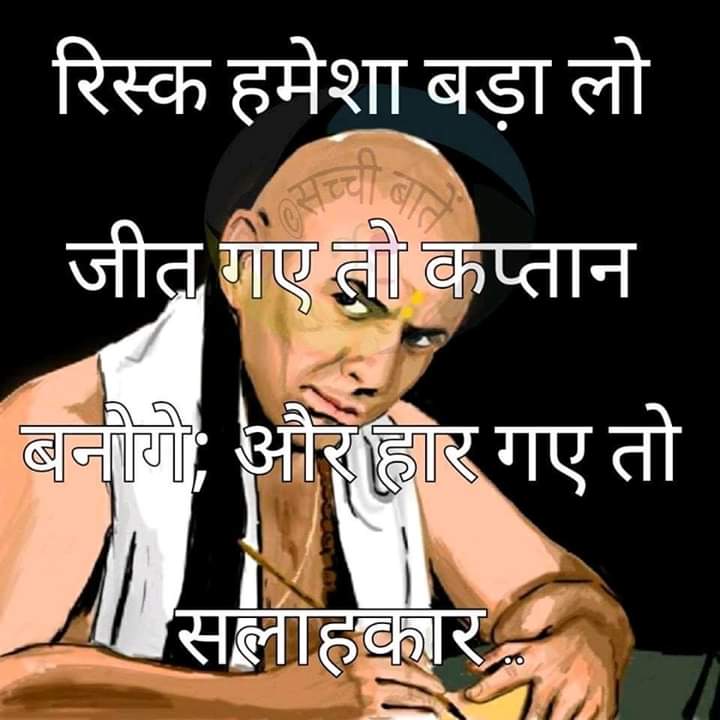 रिस्क हमेशा बड़ा लो
©सच्ची बातें
जीत गए तो कप्तान
बनोगे; और हार गए तो
सलाहकार ..